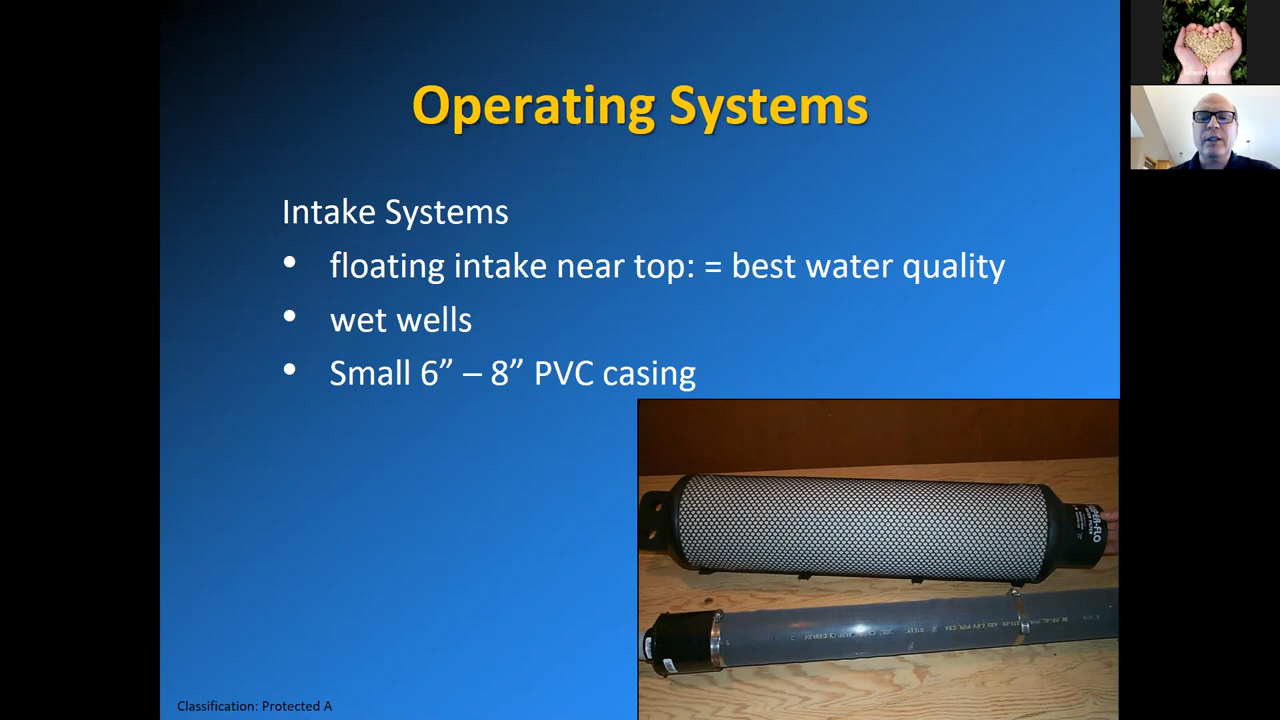 Operating Systems
Intake Systems
• floating intake near top: = best water quality
• wet wells
• Small 6” – 8” PVC casing
Classification: Protected A